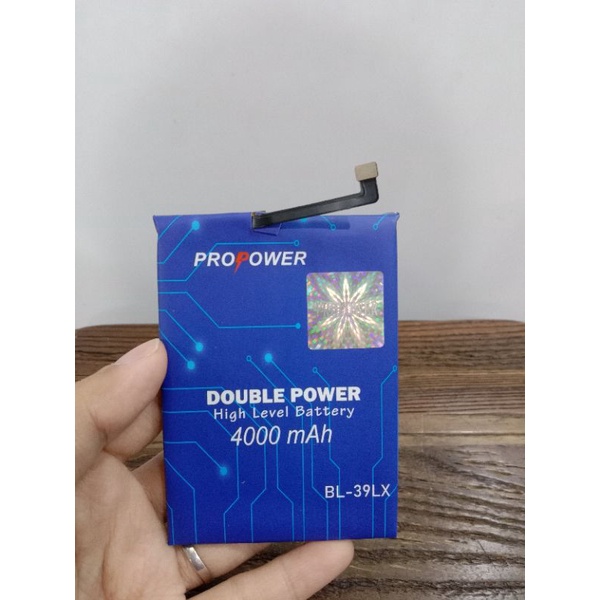 PROPOWER
DOUBLE POWER
High Level Battery
4000 mAh
BL-39LX